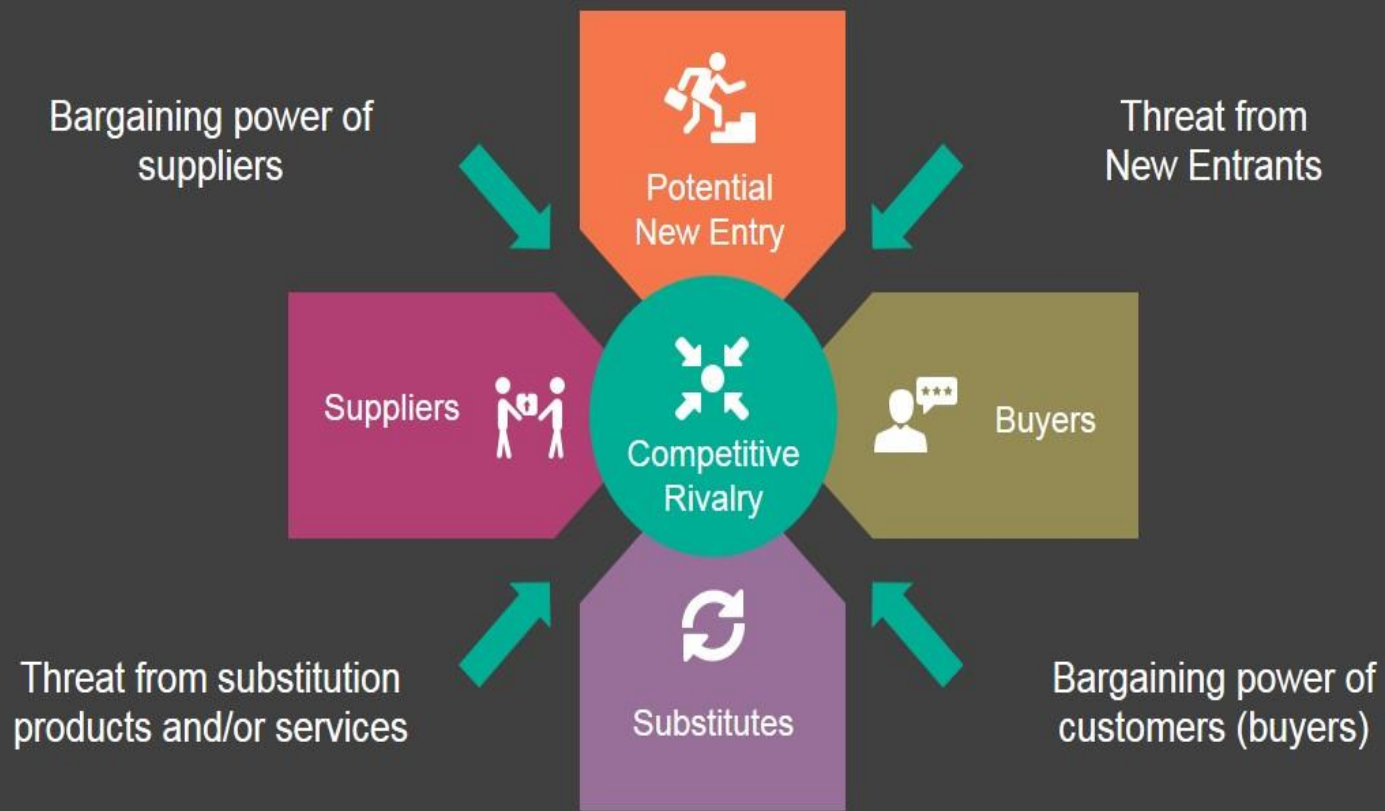 Bargaining power of
suppliers
Threat from
New Entrants
Potential
New Entry
Suppliers
Competitive
Rivalry
Buyers
Threat from substitution
products and/or services
Substitutes
Bargaining power of
customers (buyers)